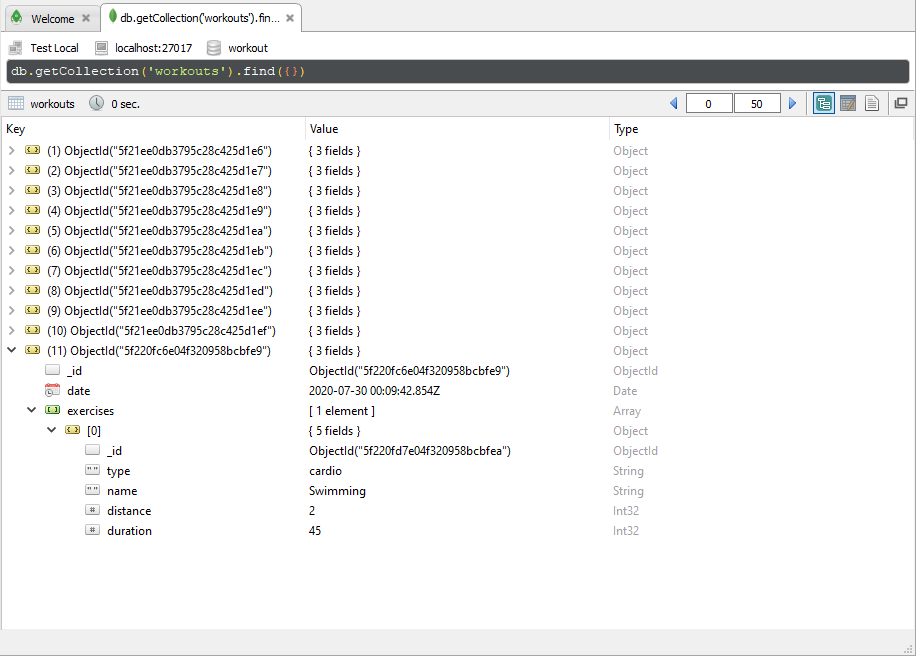 Welcome db.getCollection('workouts').fin...
Test Local localhost:27017 workout
db.getCollection('workouts').find({})
workouts 0 sec. 0 50
Key Value Type
(1) ObjectId("5f21ee0db3795c28c425d1e6") { 3 fields } Object
(2) ObjectId("5f21ee0db3795c28c425d1e7") { 3 fields } Object
(3) ObjectId("5f21ee0db3795c28c425d1e8") { 3 fields } Object
(4) ObjectId("5f21ee0db3795c28c425d1e9") { 3 fields } Object
(5) ObjectId("5f21ee0db3795c28c425d1ea") { 3 fields } Object
(6) ObjectId("5f21ee0db3795c28c425d1eb") { 3 fields } Object
(7) ObjectId("5f21ee0db3795c28c425d1ec") { 3 fields } Object
(8) ObjectId("5f21ee0db3795c28c425d1ed") { 3 fields } Object
(9) ObjectId("5f21ee0db3795c28c425d1ee") { 3 fields } Object
(10) ObjectId("5f21ee0db3795c28c425d1ef") { 3 fields } Object
(11) ObjectId("5f220fc6e04f320958bcbfe9") { 3 fields } Object
_id ObjectId("5f220fc6e04f320958bcbfe9") ObjectId
date 2020-07-30 00:09:42.854Z Date
exercises [ 1 element ] Array
[0] { 5 fields } Object
_id ObjectId("5f220fd7e04f320958bcbfea") ObjectId
type cardio String
name Swimming String
distance 2 Int32
duration 45 Int32